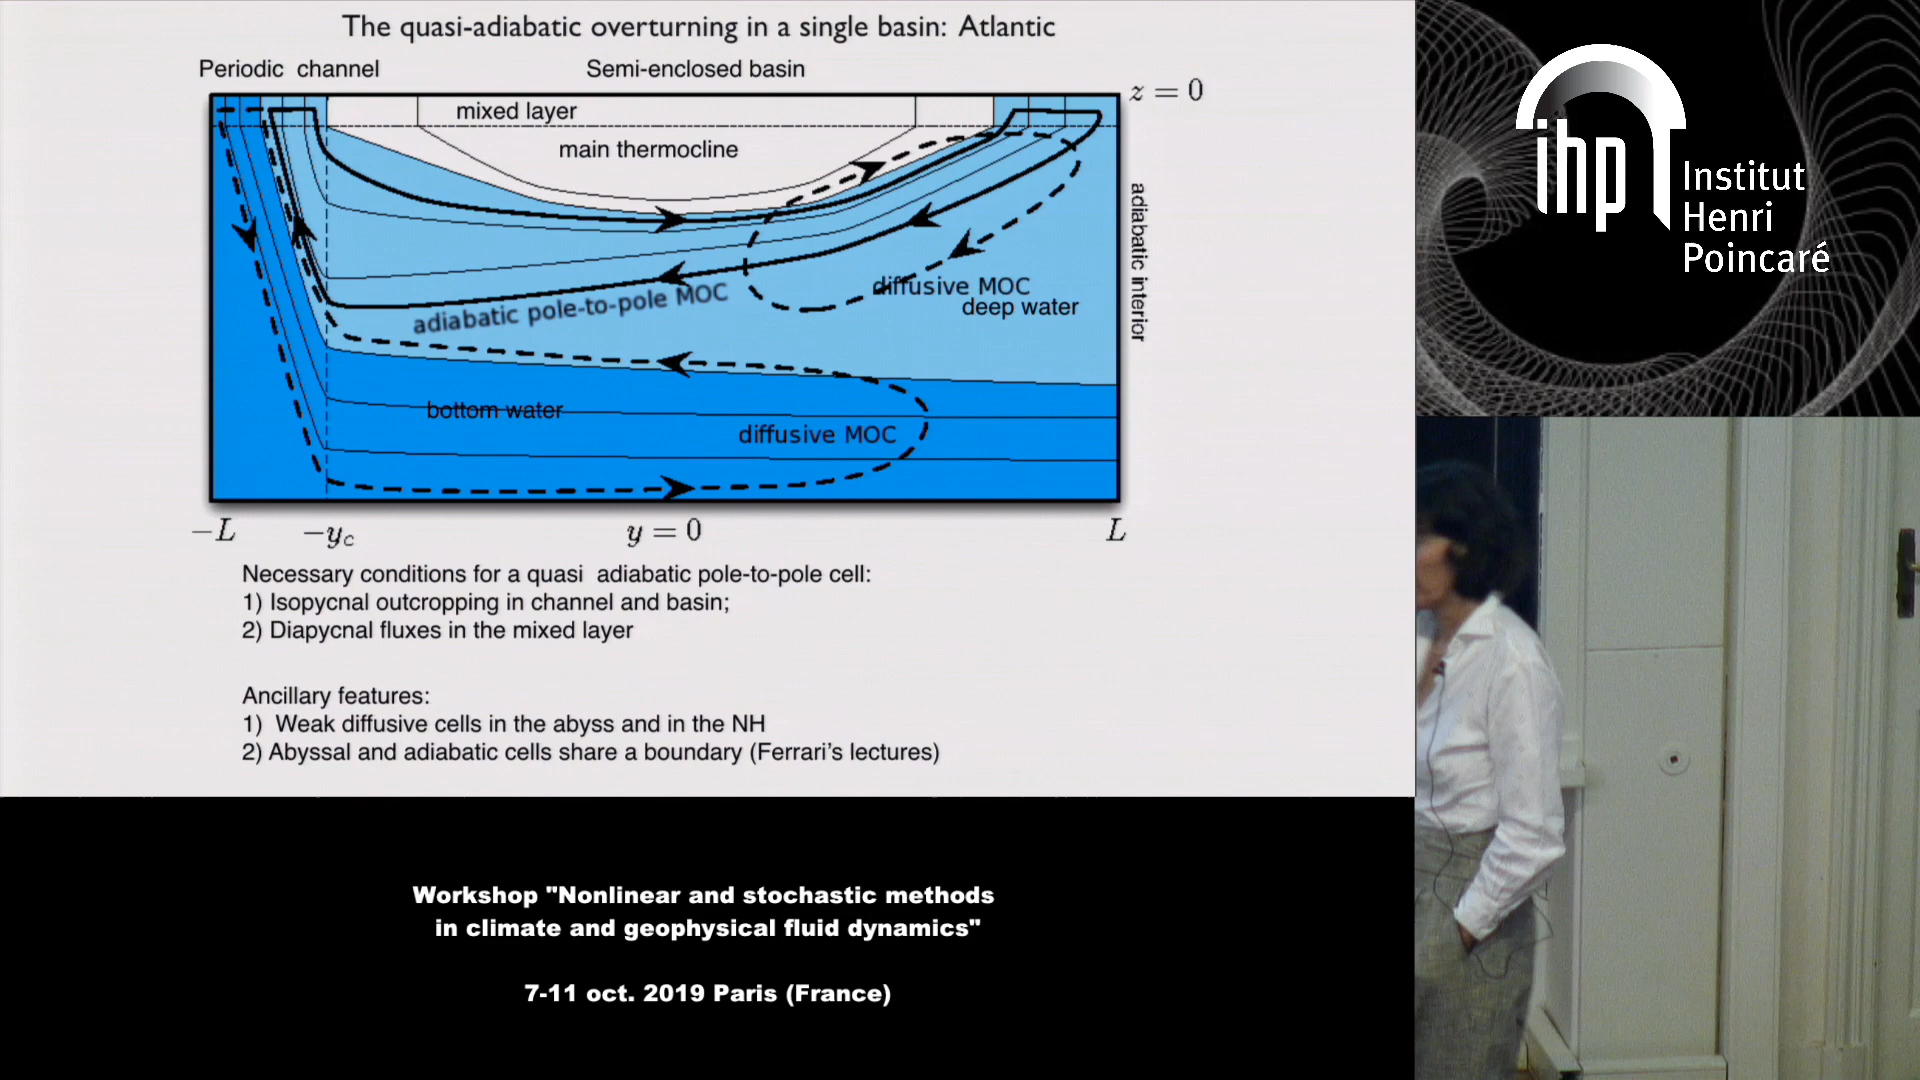 The quasi-adiabatic overturning in a single basin: Atlantic
Periodic channel
Semi-enclosed basin
z = 0
mixed layer
main thermocline
adiabatic interior
diffusive MOC
deep water
adiabatic pole-to-pole MOC
bottom water
diffusive MOC
−L
−yc
y = 0
L
Necessary conditions for a quasi adiabatic pole-to-pole cell:
1) Isopycnal outcropping in channel and basin;
2) Diapycnal fluxes in the mixed layer
Ancillary features:
1) Weak diffusive cells in the abyss and in the NH
2) Abyssal and adiabatic cells share a boundary (Ferrari's lectures)
ihp
Institut
Henri
Poincaré
Workshop "Nonlinear and stochastic methods
in climate and geophysical fluid dynamics"
7-11 oct. 2019 Paris (France)